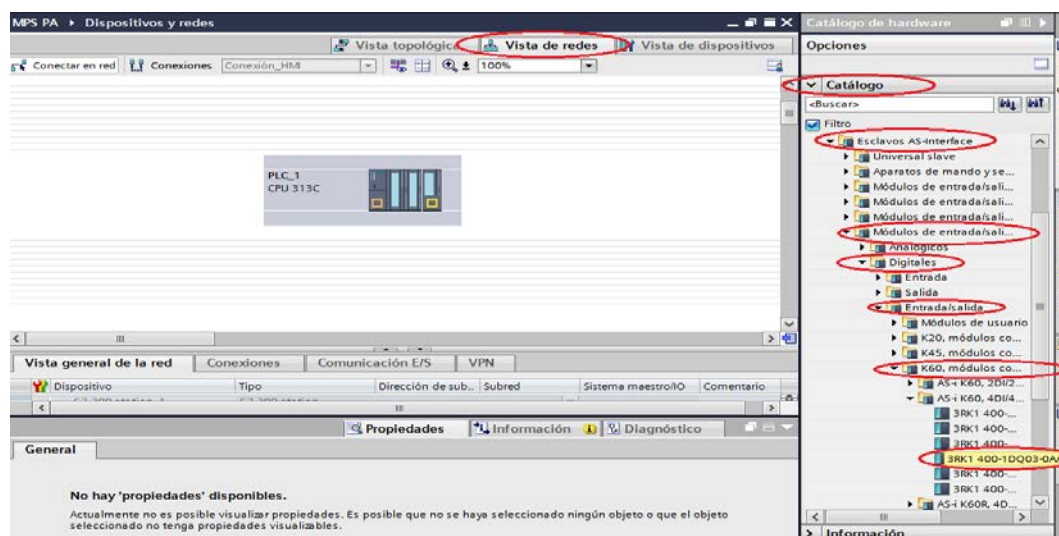 MPS PA ▸ Dispositivos y redes
Vista topológica
Vista de redes
Vista de dispositivos
Conectar en red
Conexiones
Conexión_HMI
100%
PLC_1
CPU 313C
Vista general de la red
Conexiones
Comunicación E/S
VPN
Dispositivo
Tipo
Dirección de sub..
Subred
Sistema maestro/IO
Comentario
S7-300 station_1
S7-300 station
Propiedades
Información
Diagnóstico
General
No hay 'propiedades' disponibles.
Actualmente no es posible visualizar propiedades. Es posible que no se haya seleccionado ningún objeto o que el objeto
seleccionado no tenga propiedades visualizables.
Catálogo de hardware
Opciones
Catálogo
<Buscar>
Filtro
Esclavos AS-Interface
Universal slave
Aparatos de mando y se...
Módulos de entrada/sali...
Módulos de entrada/sali...
Módulos de entrada/sali...
Módulos de entrada/sali...
Analógicos
Digitales
Entrada
Salida
Entrada/salida
Módulos de usuario
K20, módulos co...
K45, módulos co...
K60, módulos co...
AS-i K60, 2DI/2...
AS-i K60, 4DI/4...
3RK1 400-...
3RK1 400-...
3RK1 400-...
3RK1 400-1DQ03-0AA
3RK1 400-...
3RK1 400-...
AS-i K60R, 4D...
Información